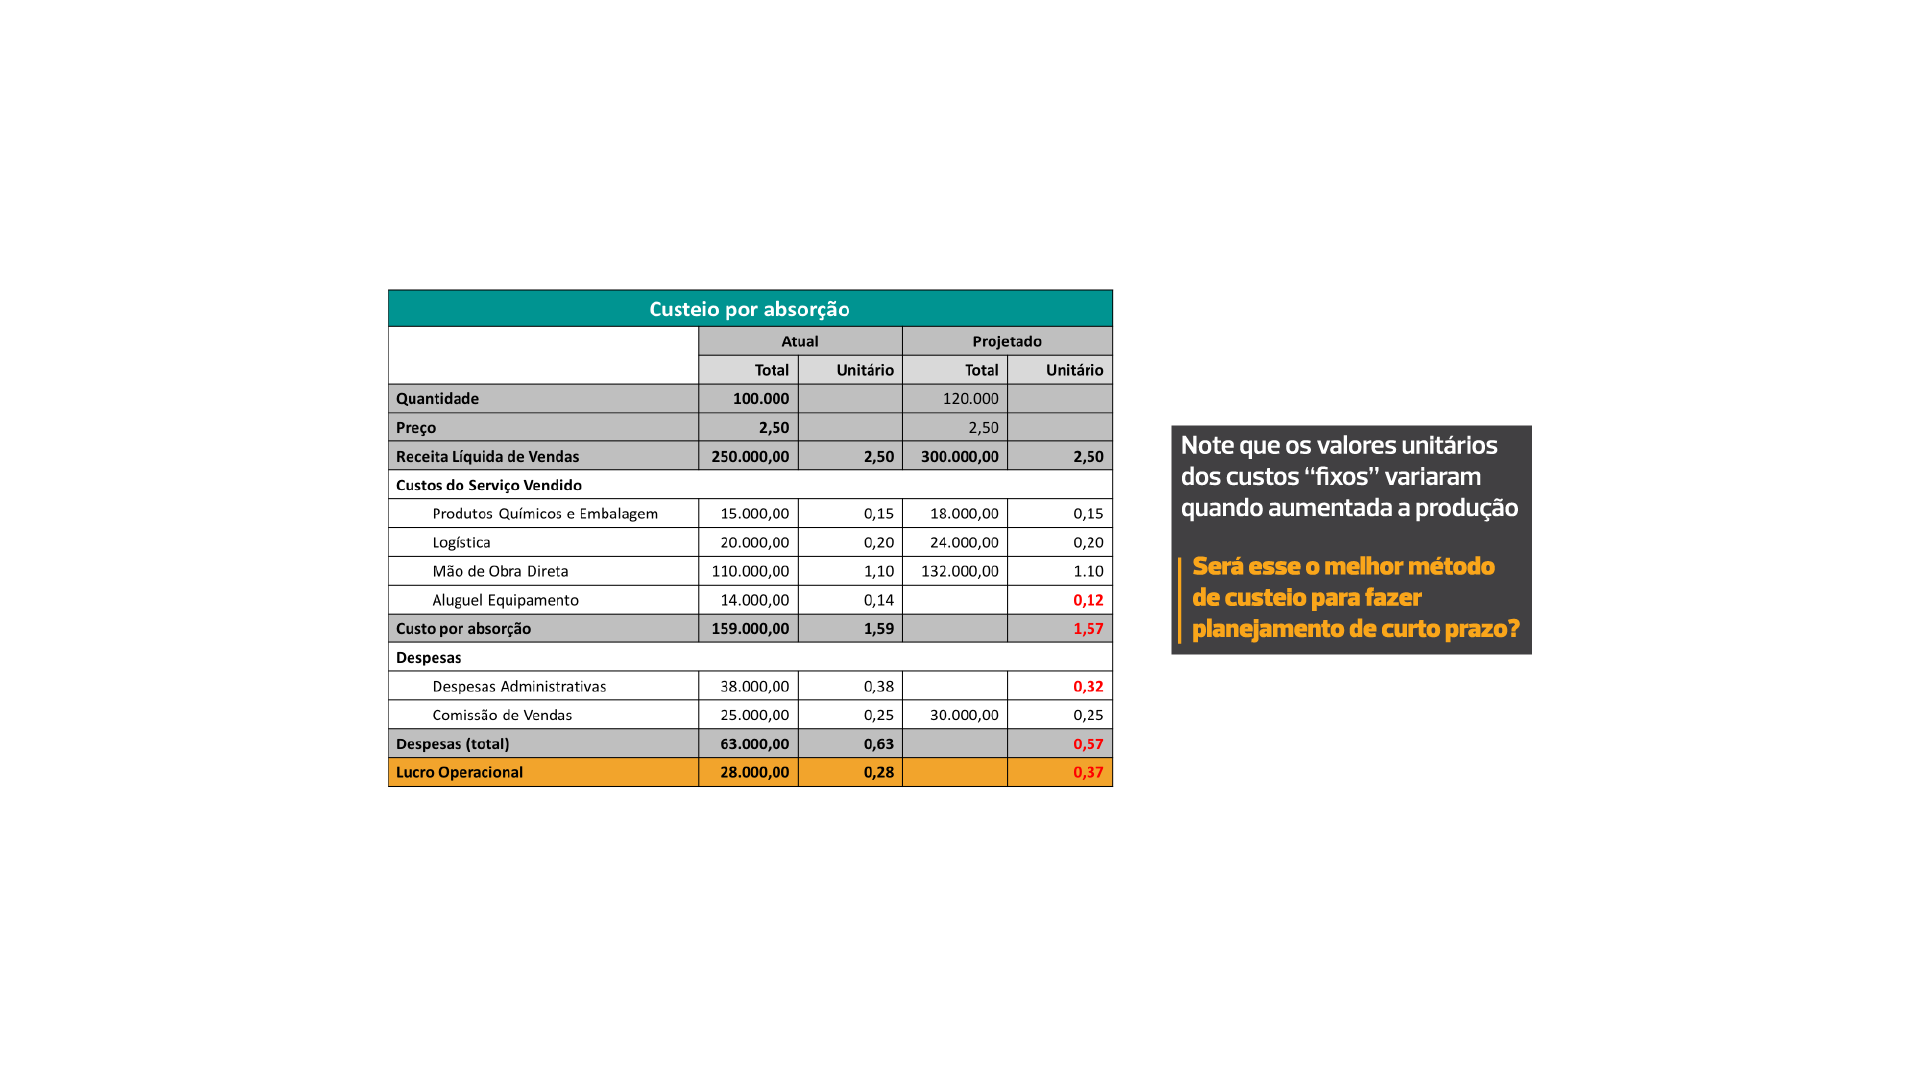 Custeio por absorção
Atual Projetado
Total Unitário Total Unitário
Quantidade 100.000 120.000
Preço 2,50 2,50
Receita Líquida de Vendas 250.000,00 2,50 300.000,00 2,50
Custos do Serviço Vendido
Produtos Químicos e Embalagem 15.000,00 0,15 18.000,00 0,15
Logística 20.000,00 0,20 24.000,00 0,20
Mão de Obra Direta 110.000,00 1,10 132.000,00 1.10
Aluguel Equipamento 14.000,00 0,14 0,12
Custo por absorção 159.000,00 1,59 1,57
Despesas
Despesas Administrativas 38.000,00 0,38 0,32
Comissão de Vendas 25.000,00 0,25 30.000,00 0,25
Despesas (total) 63.000,00 0,63 0,57
Lucro Operacional 28.000,00 0,28 0,37
Note que os valores unitários
dos custos “fixos” variaram
quando aumentada a produção
Será esse o melhor método
de custeio para fazer
planejamento de curto prazo?